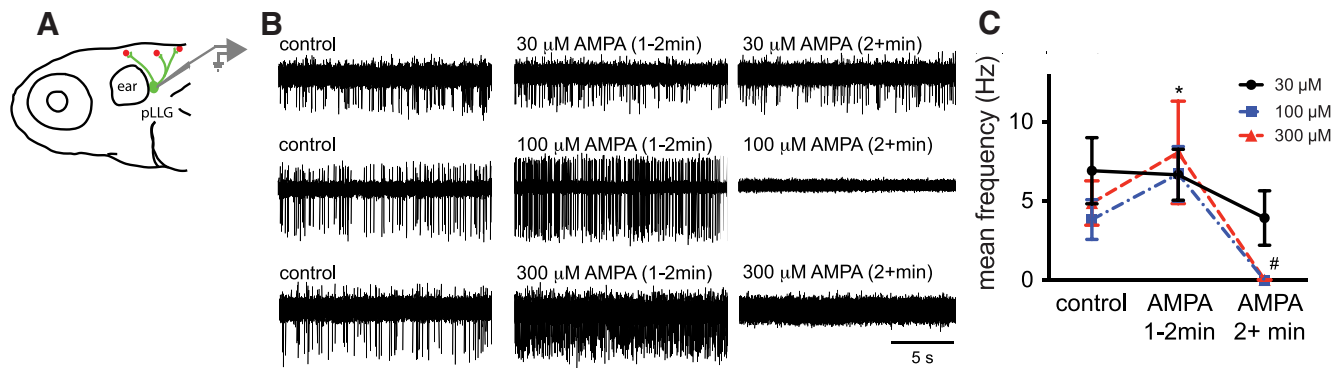 A
ear
pLLG
B
control
30 μM AMPA (1-2min)
30 μM AMPA (2+min)
control
100 μM AMPA (1-2min)
100 μM AMPA (2+min)
control
300 μM AMPA (1-2min)
300 μM AMPA (2+min)
5 s
C
mean frequency (Hz)
10
5
0
*
#
30 μM
100 μM
300 μM
control
AMPA
1-2min
AMPA
2+ min